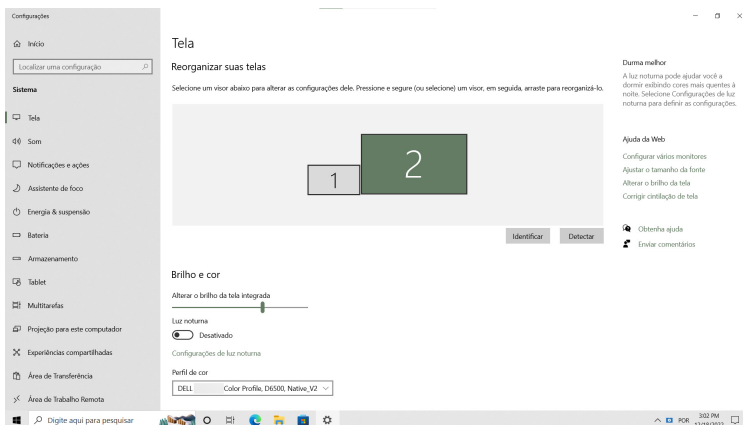 Configurações
Início
Localizar uma configuração
Sistema
Tela
Som
Notificações e ações
Assistente de foco
Energia & suspensão
Bateria
Armazenamento
Tablet
Multitarefas
Projeção para este computador
Experiências compartilhadas
Área de Transferência
Área de Trabalho Remota
Tela
Reorganizar suas telas
Selecione um visor abaixo para alterar as configurações dele. Pressione e segure (ou selecione) um visor, em seguida, arraste para reorganizá-lo.
1
2
Identificar Detectar
Brilho e cor
Alterar o brilho da tela integrada
Luz noturna
Desativado
Configurações de luz noturna
Perfil de cor
DELL Color Profile, D6500, Native_V2
Durma melhor
A luz noturna pode ajudar você a
dormir exibindo cores mais quentes à
noite. Selecione Configurações de luz
noturna para definir as configurações.
Ajuda da Web
Configurar vários monitores
Ajustar o tamanho da fonte
Alterar o brilho da tela
Corrigir cintilação de tela
Obtenha ajuda
Enviar comentários
Digite aqui para pesquisar
POR
3:02 PM